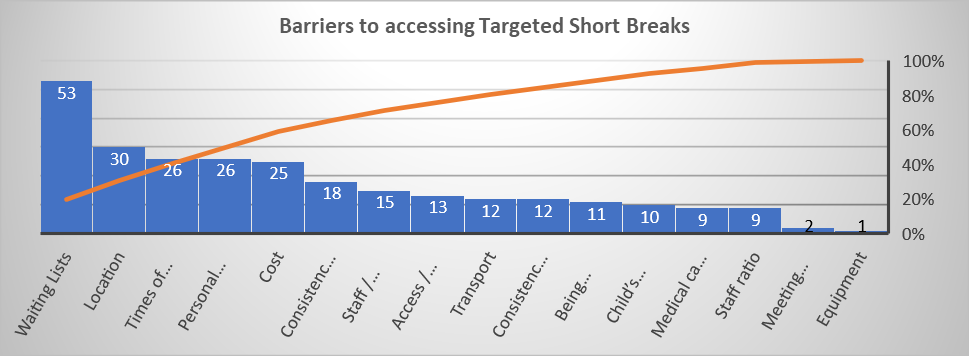 Barriers to accessing Targeted Short Breaks
53
30
26
26
25
18
15
13
12
12
11
10
9
9
2
1
100%
80%
60%
40%
20%
0%
Waiting Lists
Location
Times of...
Personal...
Cost
Consistenc...
Staff /...
Access /...
Transport
Consistenc...
Being...
Child's...
Medical ca...
Staff ratio
Meeting...
Equipment